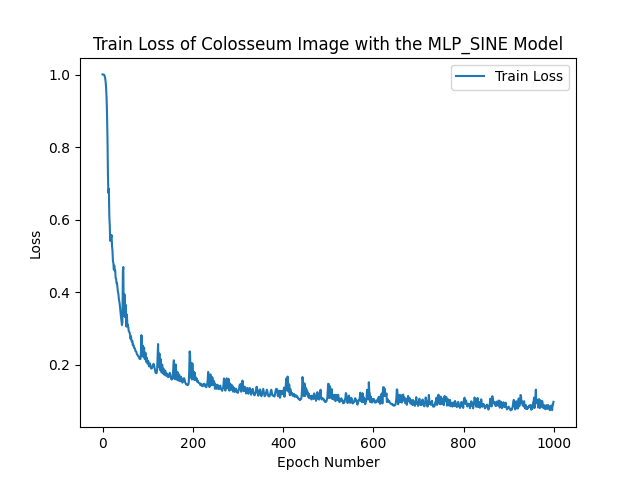 Train Loss of Colosseum Image with the MLP_SINE Model
Train Loss
Loss
1.0
0.8
0.6
0.4
0.2
0
200
400
600
800
1000
Epoch Number